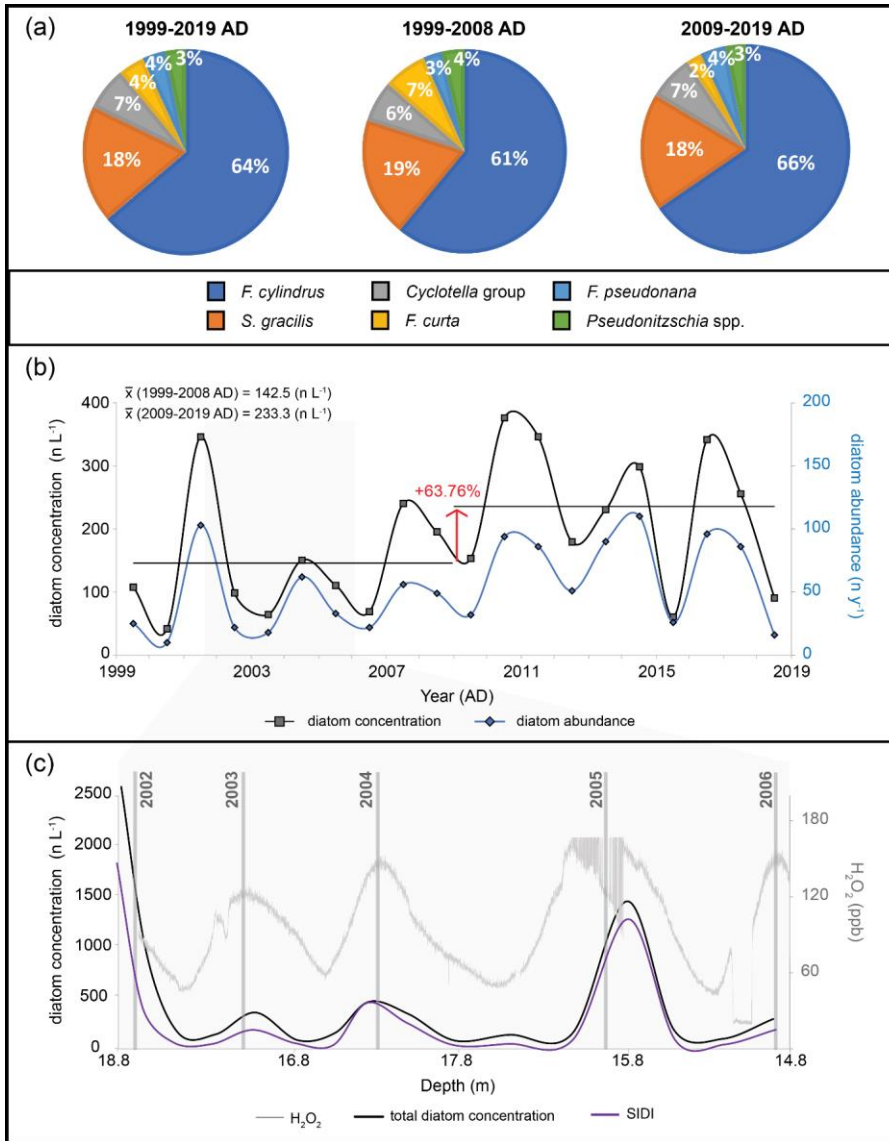 (a)
1999-2019 AD
1999-2008 AD
2009-2019 AD
3%
4%
4%
7%
18%
64%
4%
3%
7%
6%
19%
61%
3%
4%
2%
7%
18%
66%
F. cylindrus
Cyclotella group
F. pseudonana
S. gracilis
F. curta
Pseudonitzschia spp.
(b)
x̅ (1999-2008 AD) = 142.5 (n L⁻¹)
x̅ (2009-2019 AD) = 233.3 (n L⁻¹)
400
300
200
100
0
diatom concentration (n L⁻¹)
+63.76%
200
150
100
50
0
diatom abundance (n y⁻¹)
1999
2003
2007
2011
2015
2019
Year (AD)
diatom concentration
diatom abundance
(c)
2500
2000
1500
1000
500
0
diatom concentration (n L⁻¹)
2002
2003
2004
2005
2006
180
120
60
H₂O₂ (ppb)
18.8
16.8
17.8
15.8
14.8
Depth (m)
H₂O₂
total diatom concentration
SIDI